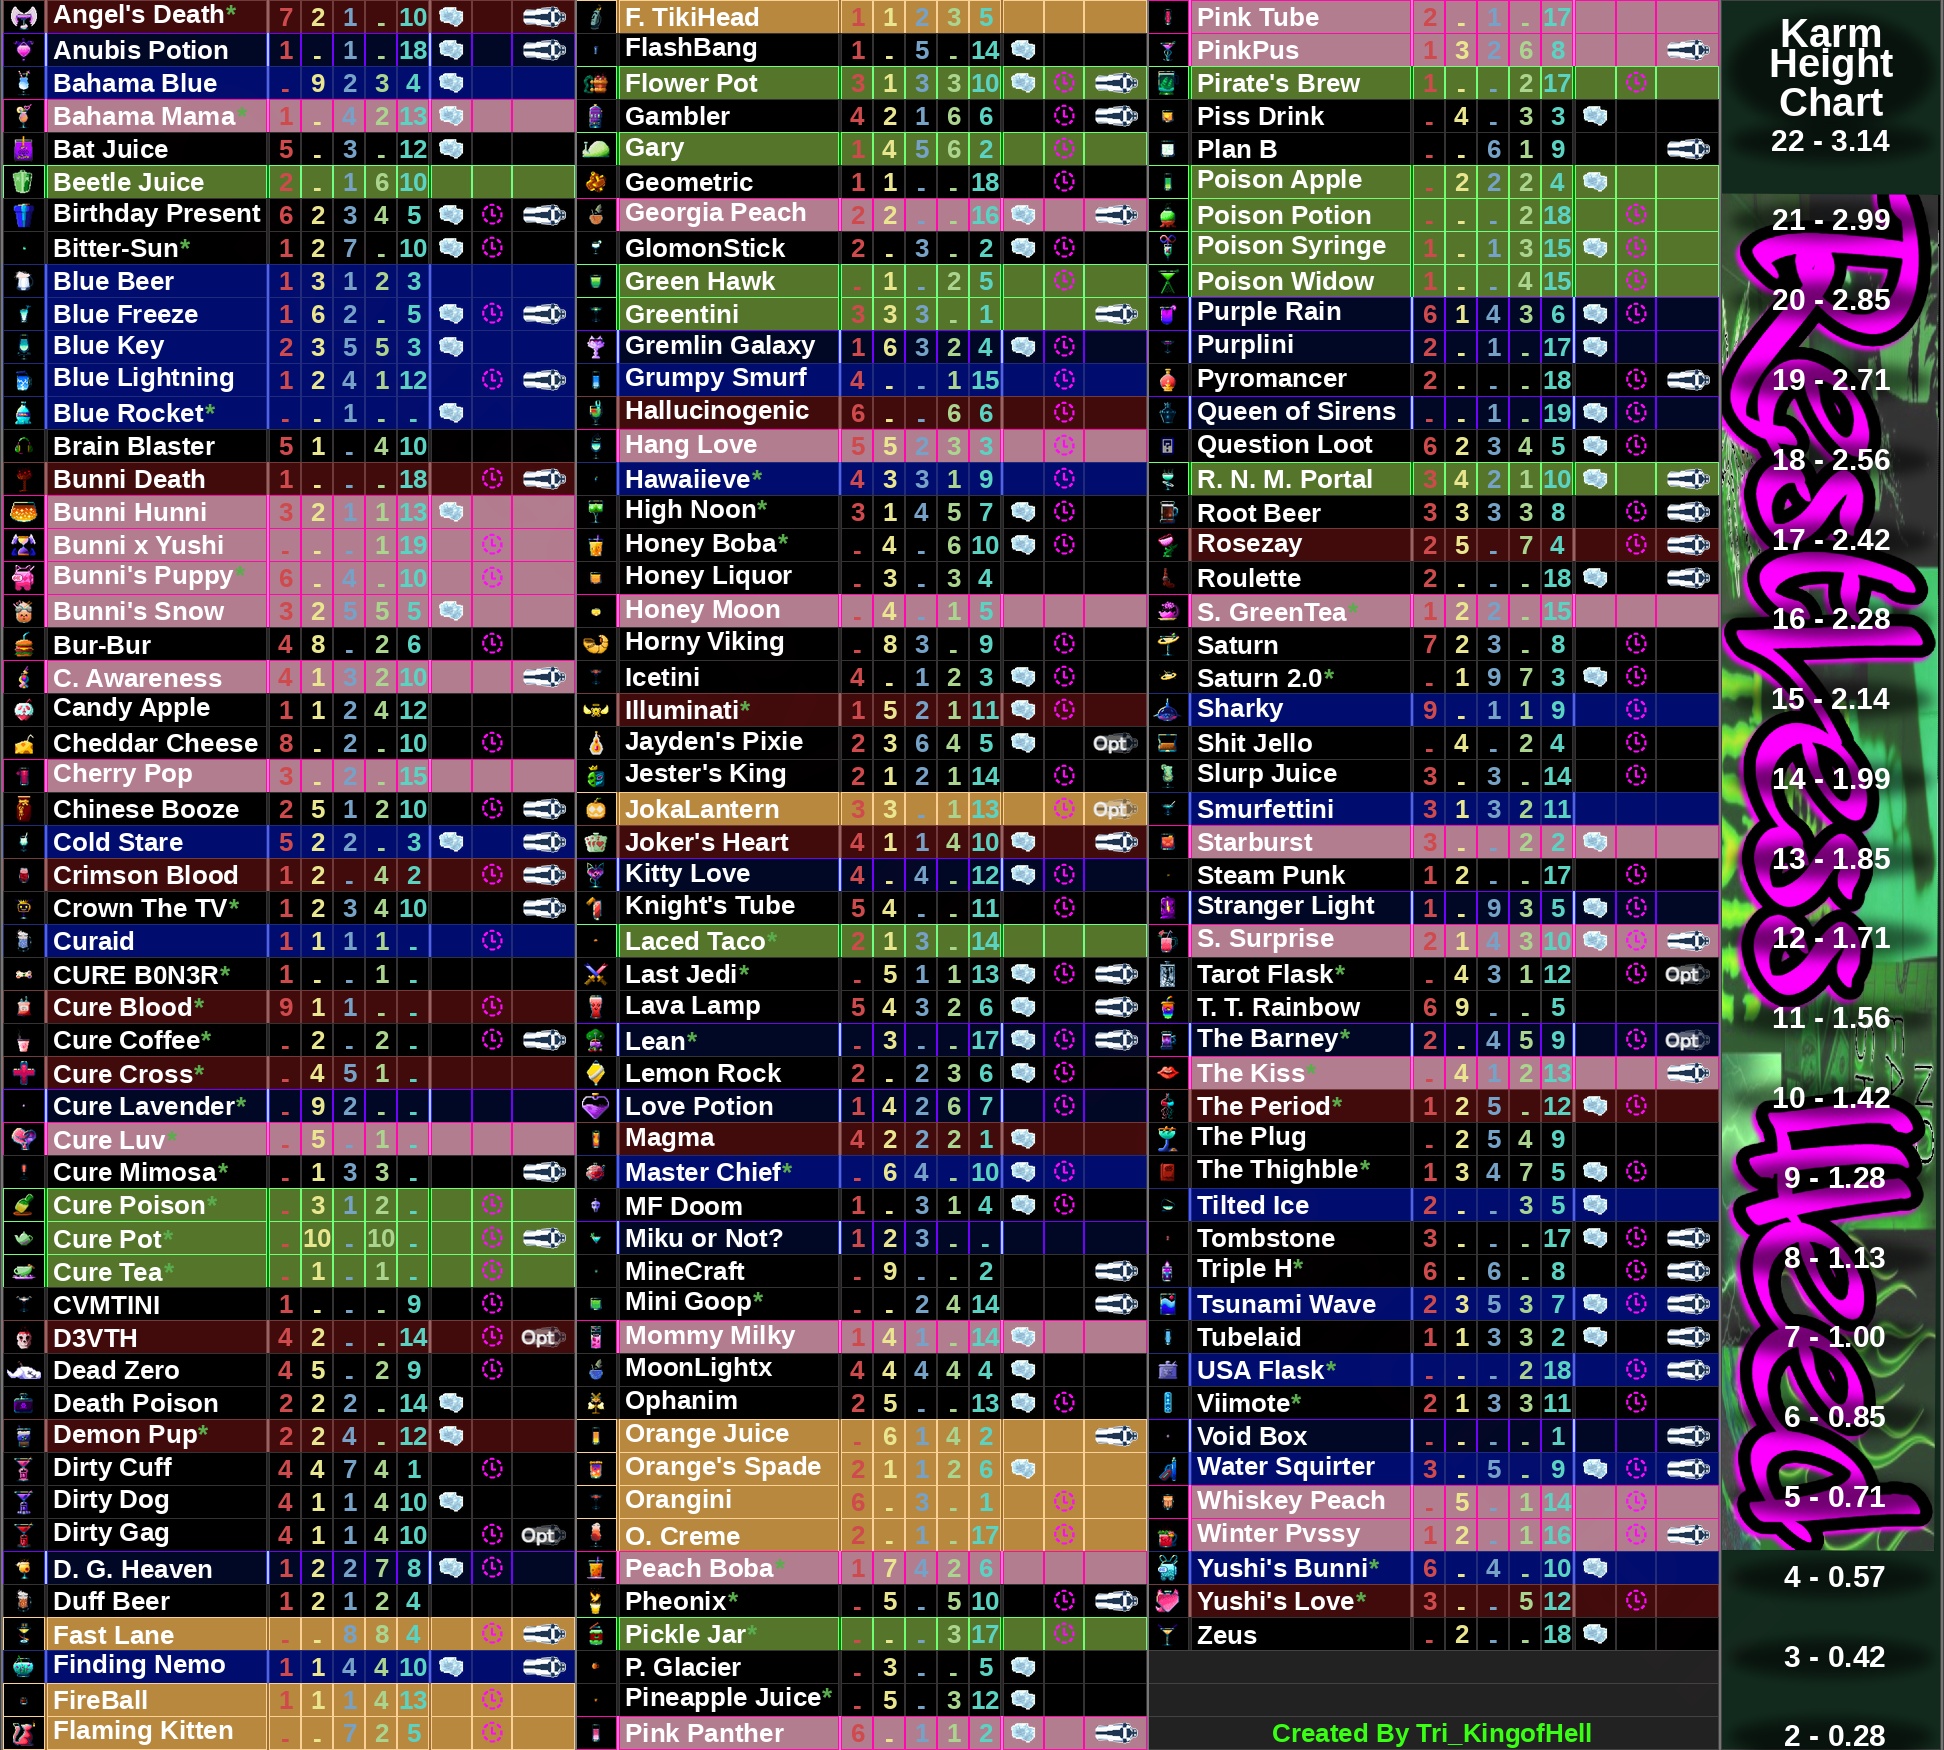 Angel's Death* 7 2 1 - 10
Anubis Potion 1 - 1 - 18
Bahama Blue - 9 2 3 4
Bahama Mama* 1 - 4 2 13
Bat Juice 5 - 3 - 12
Beetle Juice 2 - 1 6 10
Birthday Present 6 2 3 4 5
Bitter-Sun* 1 2 7 - 10
Blue Beer 1 3 1 2 3
Blue Freeze 1 6 2 - 5
Blue Key 2 3 5 5 3
Blue Lightning 1 2 4 1 12
Blue Rocket* - - 1 - -
Brain Blaster 5 1 - 4 10
Bunni Death 1 - - - 18
Bunni Hunni 3 2 1 1 13
Bunni x Yushi - - - 1 19
Bunni's Puppy* 6 - 4 - 10
Bunni's Snow 3 2 5 5 5
Bur-Bur 4 8 - 2 6
C. Awareness 4 1 3 2 10
Candy Apple 1 1 2 4 12
Cheddar Cheese 8 - 2 - 10
Cherry Pop 3 - 2 - 15
Chinese Booze 2 5 1 2 10
Cold Stare 5 2 2 - 3
Crimson Blood 1 2 - 4 2
Crown The TV* 1 2 3 4 10
Curaid 1 1 1 1 -
CURE B0N3R* 1 - - 1 -
Cure Blood* 9 1 1 - -
Cure Coffee* - 2 - 2 -
Cure Cross* - 4 5 1 -
Cure Lavender* - 9 2 - -
Cure Luv* - 5 - 1 -
Cure Mimosa* - 1 3 3 -
Cure Poison* - 3 1 2 -
Cure Pot* - 10 - 10 -
Cure Tea* - 1 - 1 -
CVMTINI 1 - - - 9
D3VTH 4 2 - - 14 Opt
Dead Zero 4 5 - 2 9
Death Poison 2 2 2 - 14
Demon Pup* 2 2 4 - 12
Dirty Cuff 4 4 7 4 1
Dirty Dog 4 1 1 4 10
Dirty Gag 4 1 1 4 10 Opt
D. G. Heaven 1 2 2 7 8
Duff Beer 1 2 1 2 4
Fast Lane - - 8 8 4
Finding Nemo 1 1 4 4 10
FireBall 1 1 1 4 13
Flaming Kitten - - 7 2 5
F. TikiHead 1 1 2 3 5
FlashBang 1 - 5 - 14
Flower Pot 3 1 3 3 10
Gambler 4 2 1 6 6
Gary 1 4 5 6 2
Geometric 1 1 - - 18
Georgia Peach 2 2 - - 16
GlomonStick 2 - 3 - 2
Green Hawk - 1 - 2 5
Greentini 3 3 3 - 1
Gremlin Galaxy 1 6 3 2 4
Grumpy Smurf 4 - - 1 15
Hallucinogenic 6 - - 6 6
Hang Love 5 5 2 3 3
Hawaiieve* 4 3 3 1 9
High Noon* 3 1 4 5 7
Honey Boba* - 4 - 6 10
Honey Liquor - 3 - 3 4
Honey Moon - 4 - 1 5
Horny Viking - 8 3 - 9
Icetini 4 - 1 2 3
Illuminati* 1 5 2 1 11
Jayden's Pixie 2 3 6 4 5 Opt
Jester's King 2 1 2 1 14
JokaLantern 3 3 - 1 13 Opt
Joker's Heart 4 1 1 4 10
Kitty Love 4 - 4 - 12
Knight's Tube 5 4 - - 11
Laced Taco* 2 1 3 - 14
Last Jedi* - 5 1 1 13
Lava Lamp 5 4 3 2 6
Lean* - 3 - - 17
Lemon Rock 2 - 2 3 6
Love Potion 1 4 2 6 7
Magma 4 2 2 2 1
Master Chief* - 6 4 - 10
MF Doom 1 - 3 1 4
Miku or Not? 1 2 3 - -
MineCraft - 9 - - 2
Mini Goop* - - 2 4 14
Mommy Milky 1 4 1 - 14
MoonLightx 4 4 4 4 4
Ophanim 2 5 - - 13
Orange Juice - 6 1 4 2
Orange's Spade 2 1 1 2 6
Orangini 6 - 3 - 1
O. Creme 2 - 1 - 17
Peach Boba* 1 7 4 2 6
Pheonix* - 5 - 5 10
Pickle Jar* - - - 3 17
P. Glacier - 3 - - 5
Pineapple Juice* - 5 - 3 12
Pink Panther 6 - 1 1 2
Pink Tube 2 - 1 - 17
PinkPus 1 3 2 6 8
Pirate's Brew 1 - - 2 17
Piss Drink - 4 - 3 3
Plan B - - 6 1 9
Poison Apple - 2 2 2 4
Poison Potion - - - 2 18
Poison Syringe 1 - 1 3 15
Poison Widow 1 - - 4 15
Purple Rain 6 1 4 3 6
Purplini 2 - 1 - 17
Pyromancer 2 - - - 18
Queen of Sirens - - 1 - 19
Question Loot 6 2 3 4 5
R. N. M. Portal 3 4 2 1 10
Root Beer 3 3 3 3 8
Rosezay 2 5 - 7 4
Roulette 2 - - - 18
S. GreenTea* 1 2 2 - 15
Saturn 7 2 3 - 8
Saturn 2.0* - 1 9 7 3
Sharky 9 - 1 1 9
Shit Jello - 4 - 2 4
Slurp Juice 3 - 3 - 14
Smurfettini 3 1 3 2 11
Starburst 3 - - 2 2
Steam Punk 1 2 - - 17
Stranger Light 1 - 9 3 5
S. Surprise 2 1 4 3 10
Tarot Flask* - 4 3 1 12 Opt
T. T. Rainbow 6 9 - - 5
The Barney* 2 - 4 5 9 Opt
The Kiss* - 4 1 2 13
The Period* 1 2 5 - 12
The Plug - 2 5 4 9
The Thighble* 1 3 4 7 5
Tilted Ice 2 - - 3 5
Tombstone 3 - - - 17
Triple H* 6 - 6 - 8
Tsunami Wave 2 3 5 3 7
Tubelaid 1 1 3 3 2
USA Flask* - - - 2 18
Viimote* 2 1 3 3 11
Void Box - - - - 1
Water Squirter 3 - 5 - 9
Whiskey Peach - 5 - 1 14
Winter Pvssy 1 2 - 1 16
Yushi's Bunni* 6 - 4 - 10
Yushi's Love* 3 - - 5 12
Zeus - 2 - - 18
Created By Tri_KingofHell
Karm
Height
Chart
22 - 3.14
21 - 2.99
20 - 2.85
19 - 2.71
18 - 2.56
17 - 2.42
16 - 2.28
15 - 2.14
14 - 1.99
13 - 1.85
12 - 1.71
11 - 1.56
10 - 1.42
9 - 1.28
8 - 1.13
7 - 1.00
6 - 0.85
5 - 0.71
4 - 0.57
3 - 0.42
2 - 0.28